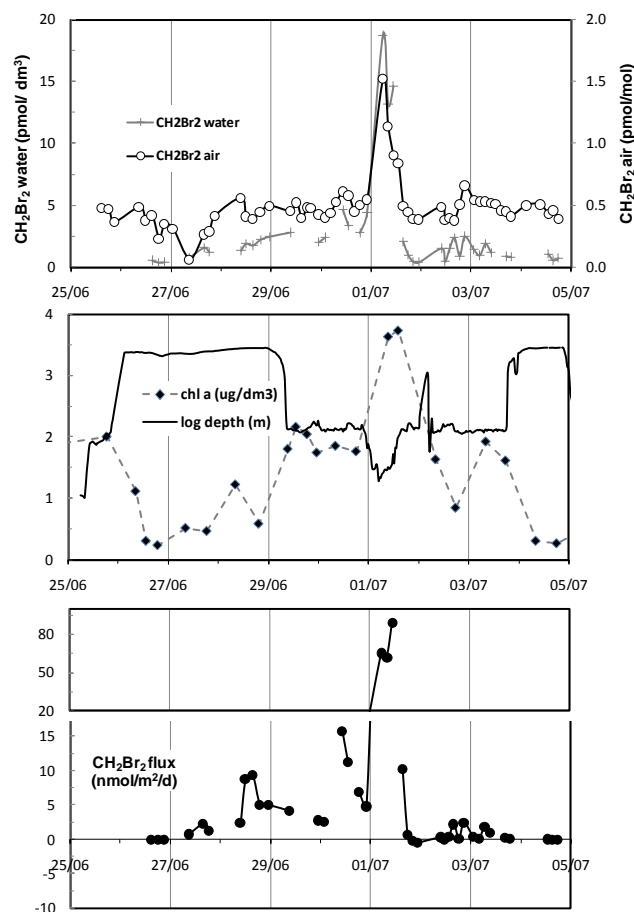 20
15
10
5
0
CH2Br2 water (pmol/ dm3)
2.0
1.5
1.0
0.5
0.0
CH2Br2 air (pmol/mol)
CH2Br2 water
CH2Br2 air
25/06 27/06 29/06 01/07 03/07 05/07
4
3
2
1
0
chl a (ug/dm3)
log depth (m)
25/06 27/06 29/06 01/07 03/07 05/07
80
50
20
15
10
5
0
-5
-10
CH2Br2 flux
(nmol/m2/d)
25/06 27/06 29/06 01/07 03/07 05/07